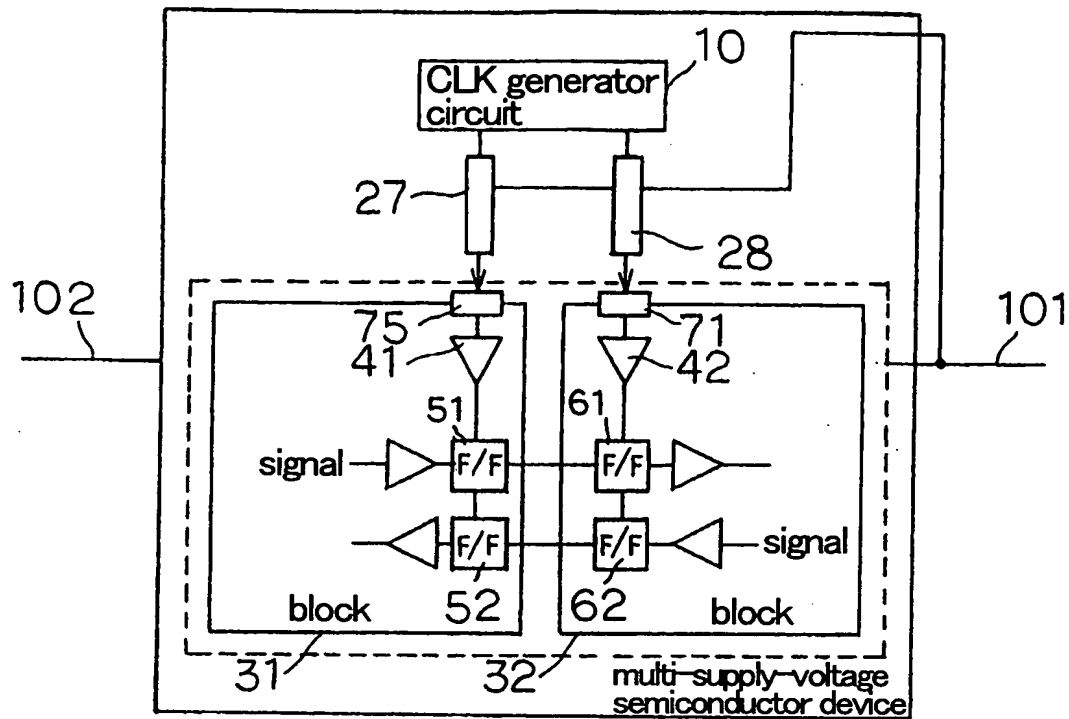 10
CLK generator
circuit
27
28
102
101
75
71
41
42
51
61
signal
F/F
F/F
F/F
F/F
signal
52
62
block
block
31
32
multi-supply-voltage
semiconductor device